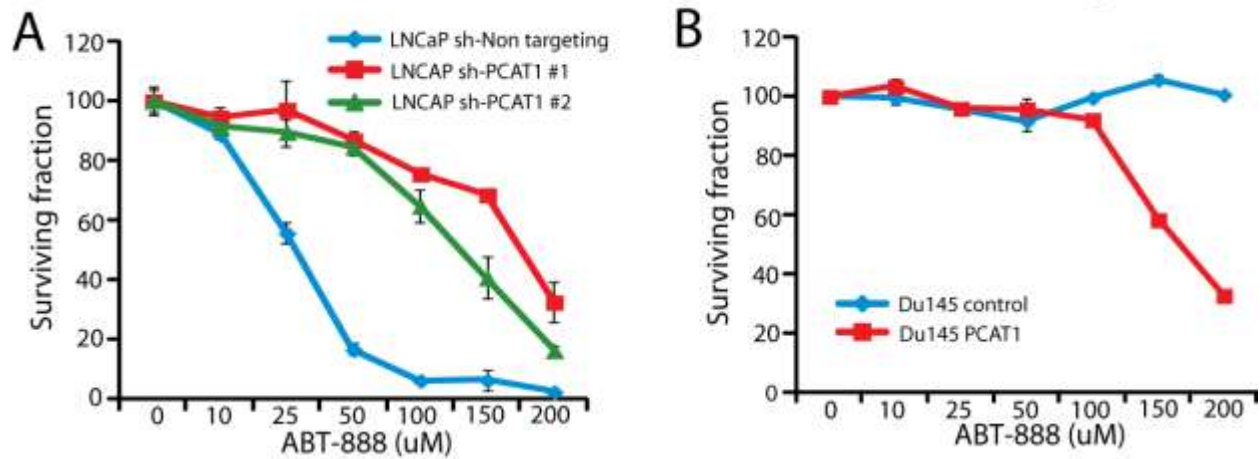 A
120
100
80
60
40
20
0
Surviving fraction
LNCaP sh-Non targeting
LNCAP sh-PCAT1 #1
LNCAP sh-PCAT1 #2
0 10 25 50 100 150 200
ABT-888 (uM)
B
120
100
80
60
40
20
0
Surviving fraction
Du145 control
Du145 PCAT1
0 10 25 50 100 150 200
ABT-888 (uM)